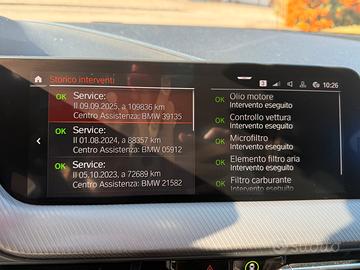 Storico interventi
3
10:26
OK Service:
Il 09.09.2025, a 109836 km
Centro Assistenza: BMW 39135
OK Service:
Il 01.08.2024, a 88357 km
Centro Assistenza: BMW 05912
OK Service:
Il 05.10.2023, a 72689 km
Centro Assistenza: BMW 21582
OK Olio motore
Intervento eseguito
OK Controllo vettura
Intervento eseguito
OK Microfiltro
Intervento eseguito
OK Elemento filtro aria
Intervento eseguito
OK Filtro carburante
Intervento eseguito
subito